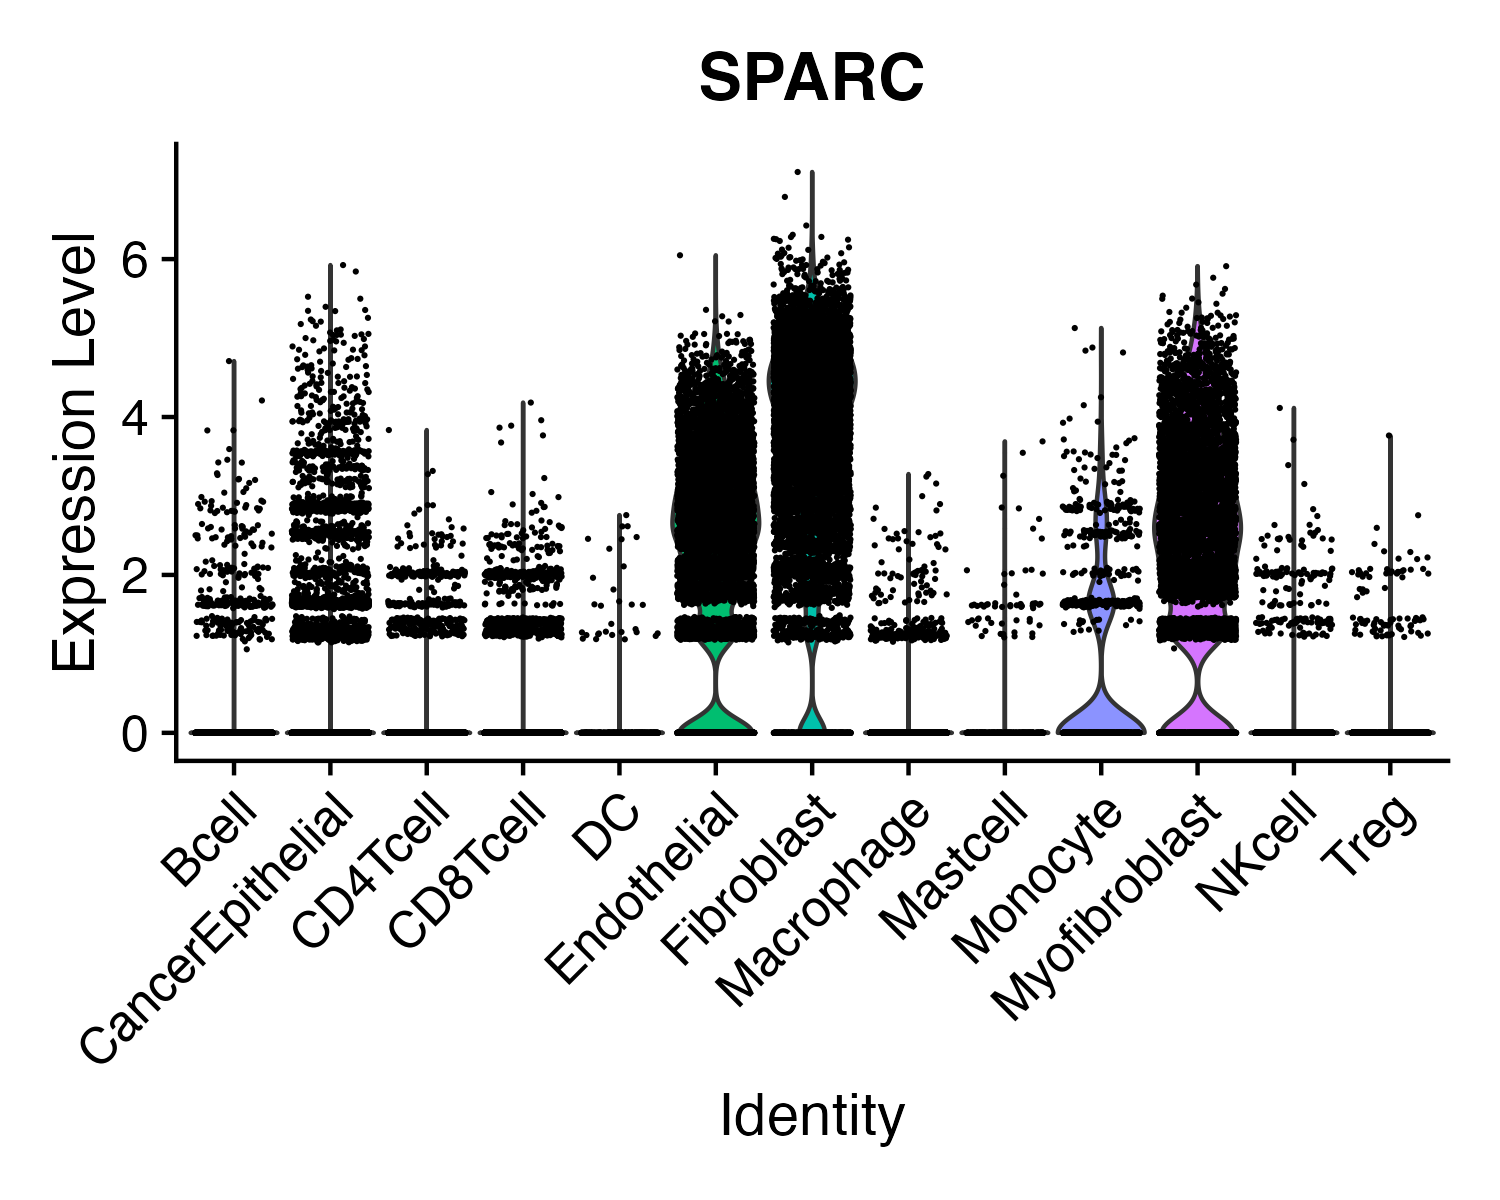 SPARC
Expression Level
6
4
2
0
Bcell
CancerEpithelial
CD4Tcell
CD8Tcell
DC
Endothelial
Fibroblast
Macrophage
Mastcell
Monocyte
Myofibroblast
NKcell
Treg
Identity